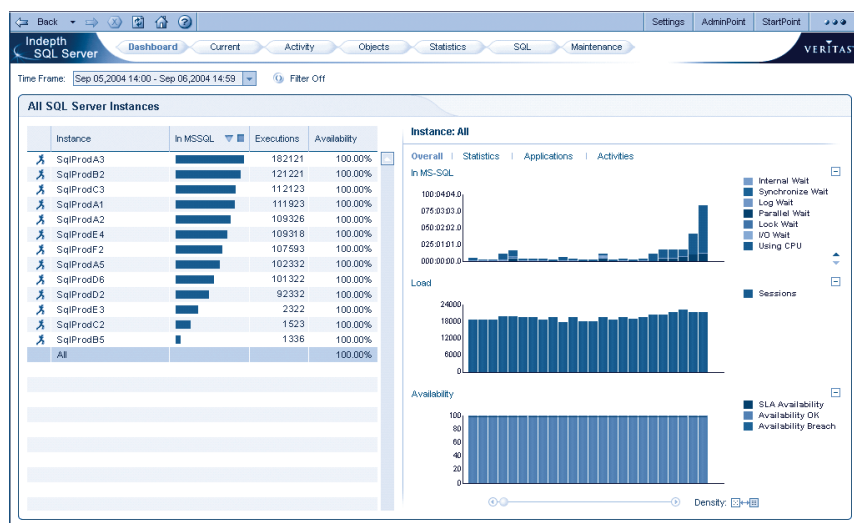 Back Settings AdminPoint StartPoint
Indepth
SQL Server
Dashboard Current Activity Objects Statistics SQL Maintenance
VERITAS
Time Frame: Sep 05,2004 14:00 - Sep 06,2004 14:59 Filter Off
All SQL Server Instances
Instance In MSSQL Executions Availability
SqlProdA3 182121 100.00%
SqlProdB2 121221 100.00%
SqlProdC3 112123 100.00%
SqlProdA1 111923 100.00%
SqlProdA2 109326 100.00%
SqlProdE4 109318 100.00%
SqlProdF2 107593 100.00%
SqlProdA5 102332 100.00%
SqlProdD6 101322 100.00%
SqlProdD2 92332 100.00%
SqlProdE3 2322 100.00%
SqlProdC2 1523 100.00%
SqlProdB5 1336 100.00%
All 100.00%
Instance: All
Overall | Statistics | Applications | Activities
In MS-SQL
100:04:04.0
075:03:03.0
050:02:02.0
025:01:01.0
000:00:00.0
Internal Wait
Synchronize Wait
Log Wait
Parallel Wait
Lock Wait
I/O Wait
Using CPU
Load
24000
18000
12000
6000
0
Sessions
Availability
100
80
60
40
20
0
SLA Availability
Availability OK
Availability Breach
Density: